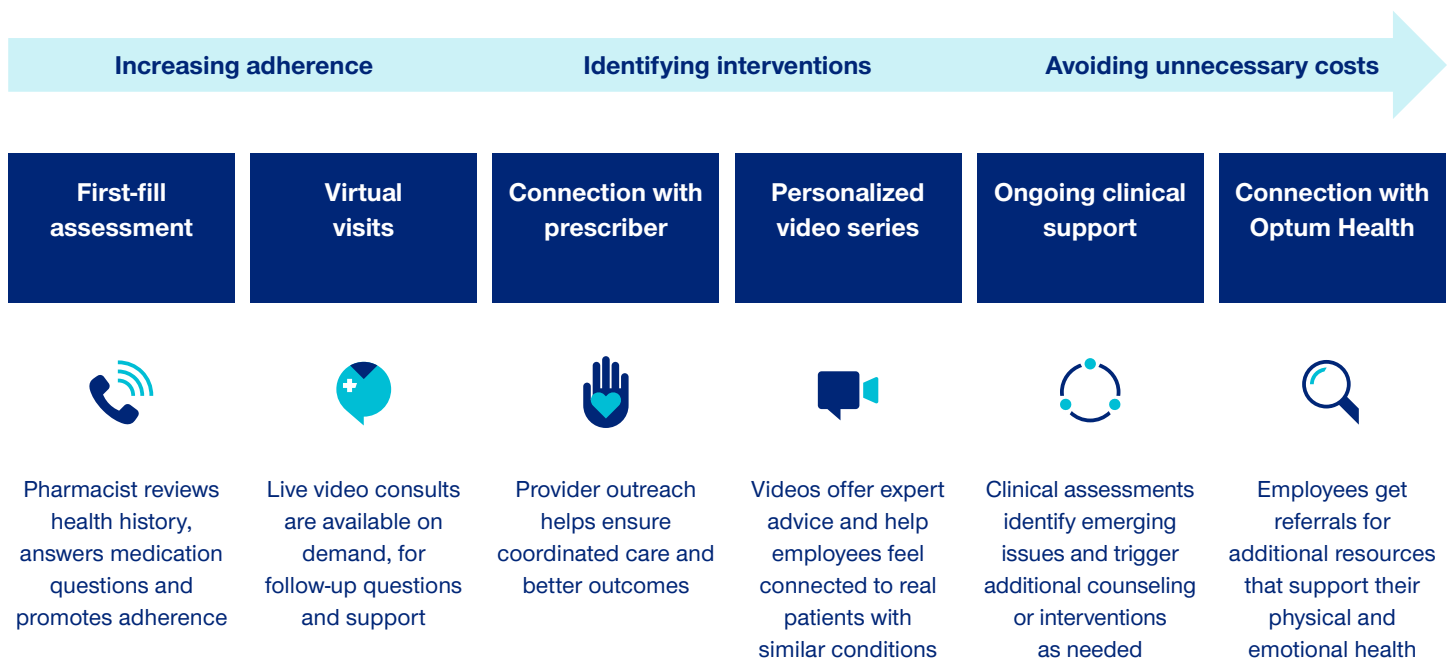 Increasing adherence
Identifying interventions
Avoiding unnecessary costs
First-fill
assessment
Virtual
visits
Connection with
prescriber
Personalized
video series
Ongoing clinical
support
Connection with
Optum Health
Pharmacist reviews
health history,
answers medication
questions and
promotes adherence
Live video consults
are available on
demand, for
follow-up questions
and support
Provider outreach
helps ensure
coordinated care and
better outcomes
Videos offer expert
advice and help
employees feel
connected to real
patients with
similar conditions
Clinical assessments
identify emerging
issues and trigger
additional counseling
or interventions
as needed
Employees get
referrals for
additional resources
that support their
physical and
emotional health